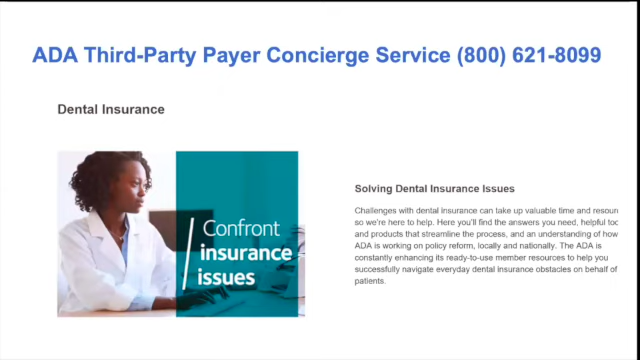 ADA Third-Party Payer Concierge Service (800) 621-8099
Dental Insurance
Confront
insurance
issues
Solving Dental Insurance Issues
Challenges with dental insurance can take up valuable time and
so we're here to help. Here you'll find the answers you need, helpful
and products that streamline the process, and an understanding of how
ADA is working on policy reform, locally and nationally. The ADA is
constantly enhancing its ready-to-use member resources to help you
successfully navigate everyday dental insurance obstacles on behalf of
patients.